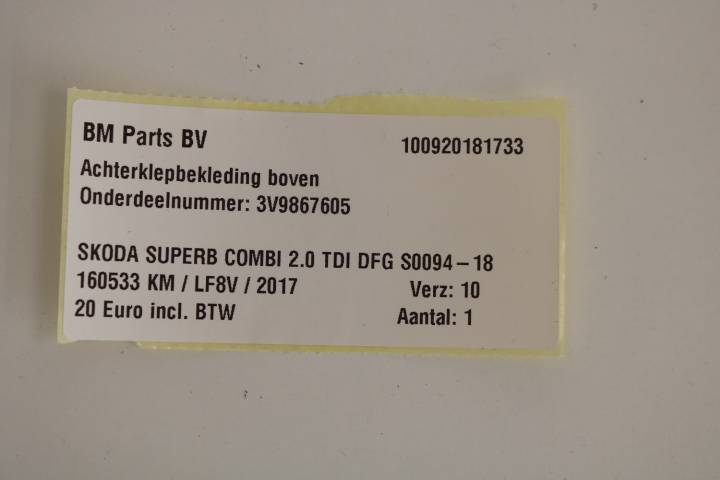 BM Parts BV 100920181733
Achterklepbekleding boven
Onderdeelnummer: 3V9867605
SKODA SUPERB COMBI 2.0 TDI DFG S0094-18
160533 KM / LF8V / 2017 Verz: 10
20 Euro incl. BTW Aantal: 1